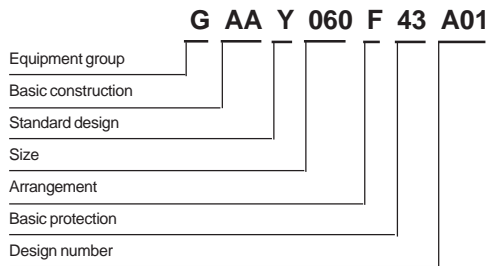 G AA Y 060 F 43 A01
Equipment group
Basic construction
Standard design
Size
Arrangement
Basic protection
Design number